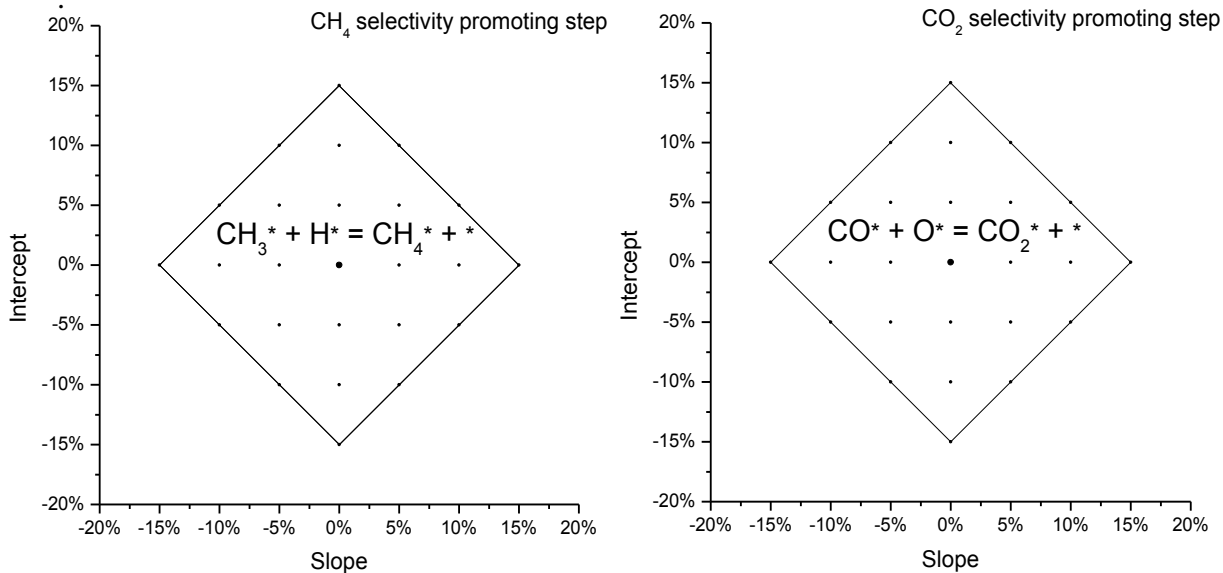 CH4 selectivity promoting step
20%
15%
10%
5%
0%
-5%
-10%
-15%
-20%
Intercept
CH3* + H* = CH4* + *
-20% -15% -10% -5% 0% 5% 10% 15% 20%
Slope
CO2 selectivity promoting step
20%
15%
10%
5%
0%
-5%
-10%
-15%
-20%
Intercept
CO* + O* = CO2* + *
-20% -15% -10% -5% 0% 5% 10% 15% 20%
Slope